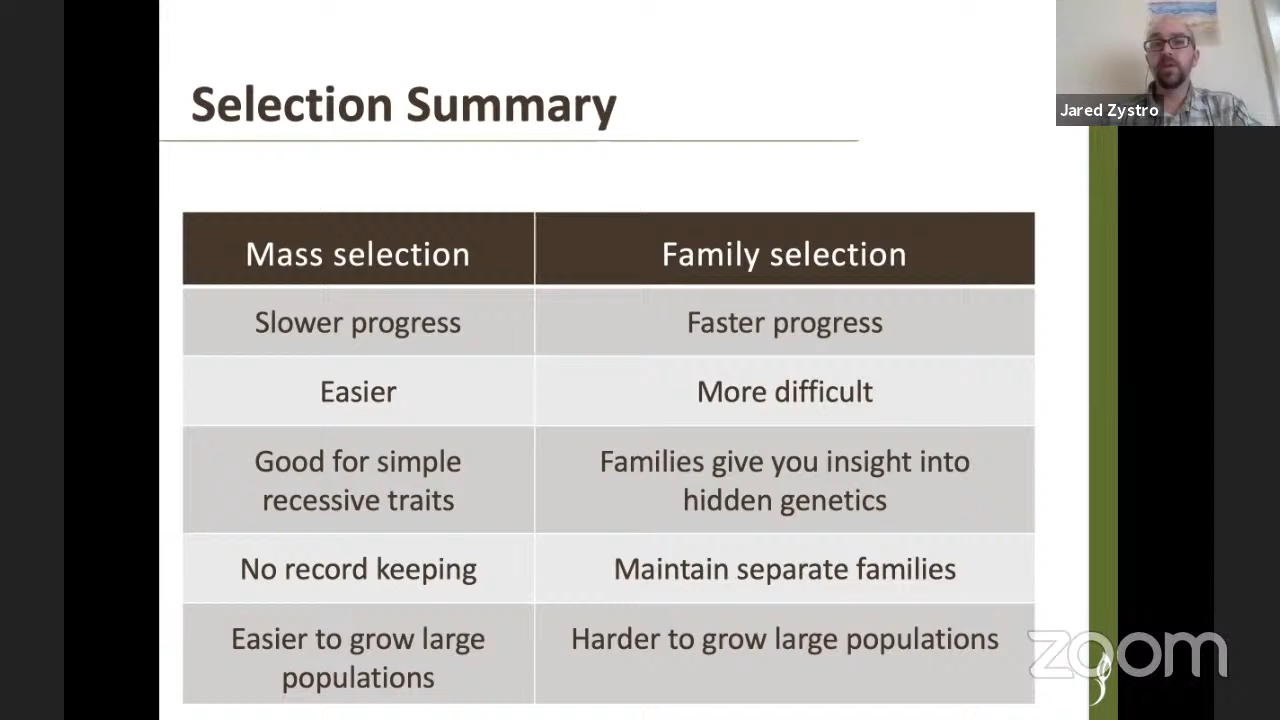 Selection Summary
Jared Zystro
Mass selection
Family selection
Slower progress
Faster progress
Easier
More difficult
Good for simple
recessive traits
Families give you insight into
hidden genetics
No record keeping
Maintain separate families
Easier to grow large
populations
Harder to grow large populations
zoom